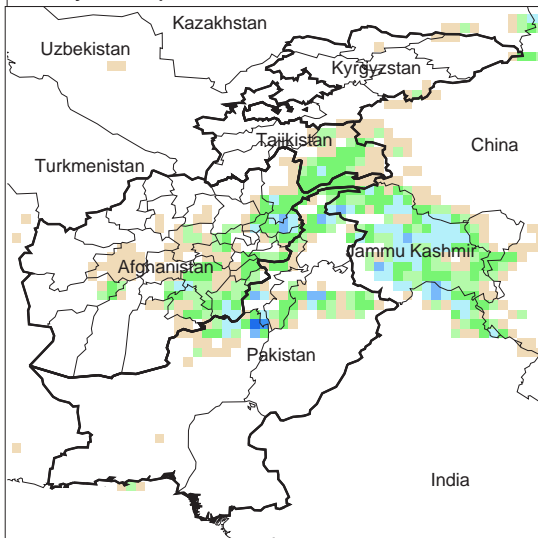 Kazakhstan
Uzbekistan
Kyrgyzstan
Tajikistan
China
Turkmenistan
Jammu Kashmir
Afghanistan
Pakistan
India